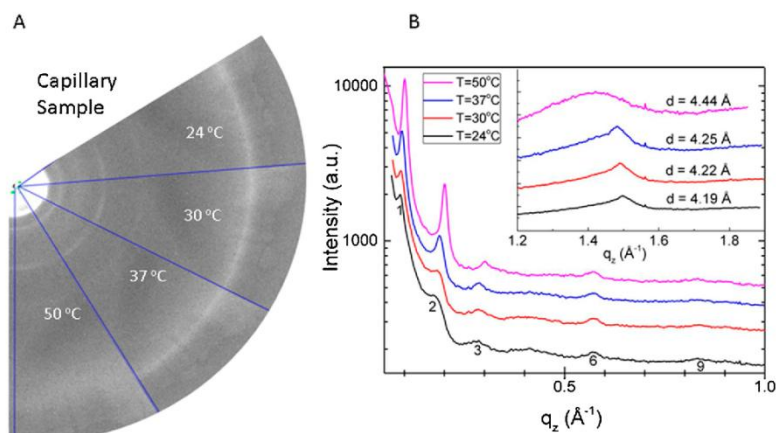 A
Capillary
Sample
24 °C
30 °C
37 °C
50 °C
B
10000
1000
Intensity (a.u.)
T=50°C
T=37°C
T=30°C
T=24°C
d = 4.44 Å
d = 4.25 Å
d = 4.22 Å
d = 4.19 Å
1.2 1.4 1.6 1.8
q_z (Å⁻¹)
1
2
3
6
9
0.5 1.0
q_z (Å⁻¹)